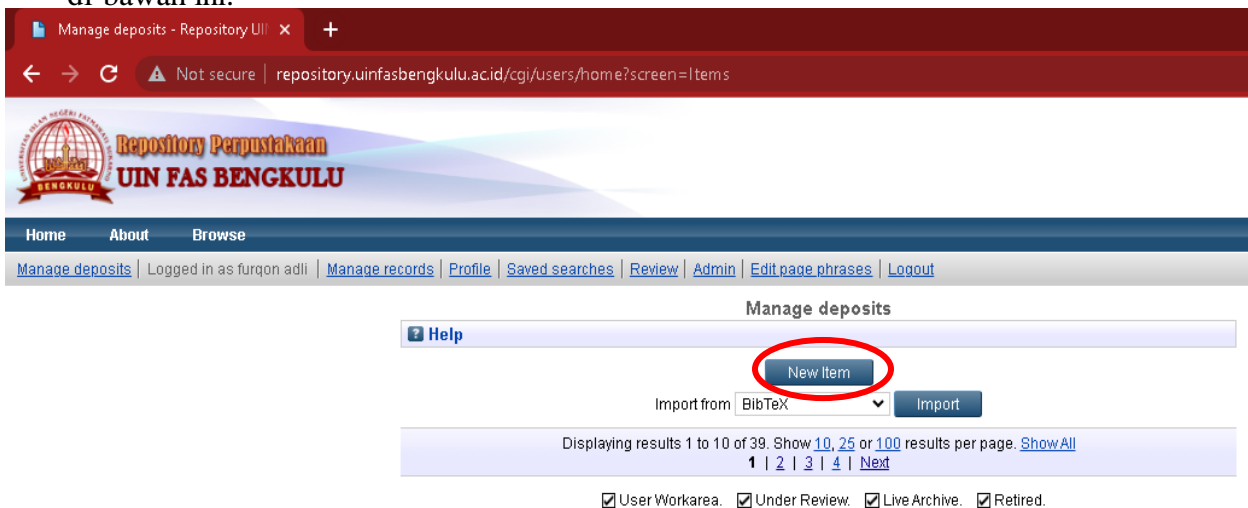 di bawah ini.
Manage deposits - Repository UI
Not secure | repository.uinfasbengkulu.ac.id/cgi/users/home?screen=Items
BENGKULU
Repository Perpustakaan
UIN FAS BENGKULU
Home About Browse
Manage deposits | Logged in as furqon adli | Manage records | Profile | Saved searches | Review | Admin | Edit page phrases | Logout
Manage deposits
Help
New Item
Import from BibTeX Import
Displaying results 1 to 10 of 39. Show 10, 25 or 100 results per page. Show All
1 | 2 | 3 | 4 | Next
User Workarea. Under Review. Live Archive. Retired.